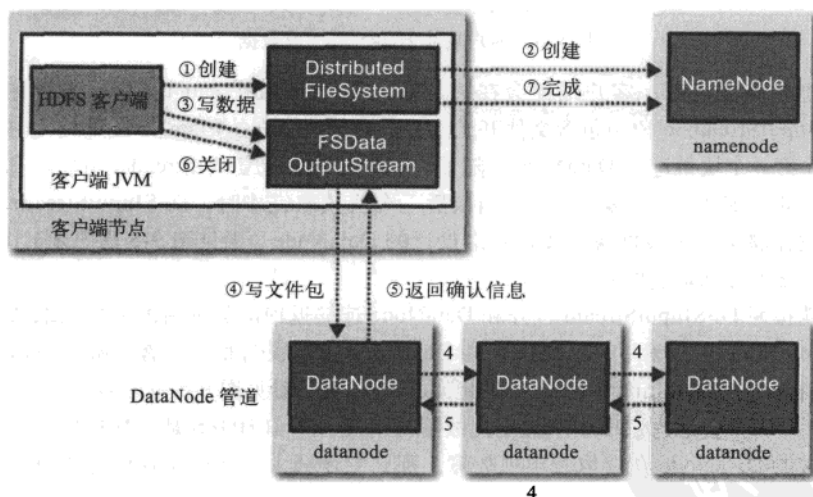 ①创建
②创建
Distributed
FileSystem
HDFS 客户端
③写数据
⑦完成
NameNode
FSData
OutputStream
⑥关闭
namenode
客户端 JVM
客户端节点
④写文件包
⑤返回确认信息
DataNode 管道
DataNode
4
DataNode
4
DataNode
5
5
datanode
datanode
datanode
4